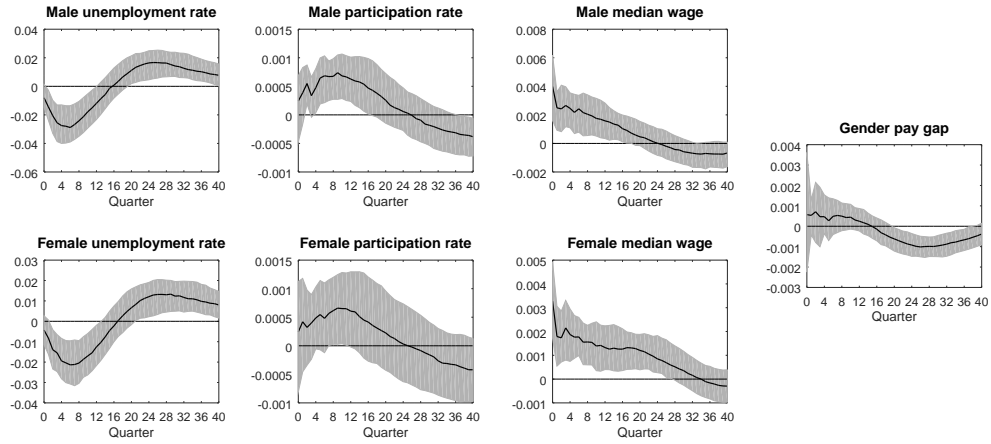 Male unemployment rate
0.04
0.02
0
-0.02
-0.04
-0.06
0 4 8 12 16 20 24 28 32 36 40
Quarter
Male participation rate
0.0015
0.001
0.0005
0
-0.0005
-0.001
0 4 8 12 16 20 24 28 32 36 40
Quarter
Male median wage
0.008
0.006
0.004
0.002
0
-0.002
0 4 8 12 16 20 24 28 32 36 40
Quarter
Gender pay gap
0.004
0.003
0.002
0.001
0
-0.001
-0.002
-0.003
0 4 8 12 16 20 24 28 32 36 40
Quarter
Female unemployment rate
0.03
0.02
0.01
0
-0.01
-0.02
-0.03
-0.04
0 4 8 12 16 20 24 28 32 36 40
Quarter
Female participation rate
0.0015
0.001
0.0005
0
-0.0005
-0.001
0 4 8 12 16 20 24 28 32 36 40
Quarter
Female median wage
0.005
0.004
0.003
0.002
0.001
0
-0.001
0 4 8 12 16 20 24 28 32 36 40
Quarter